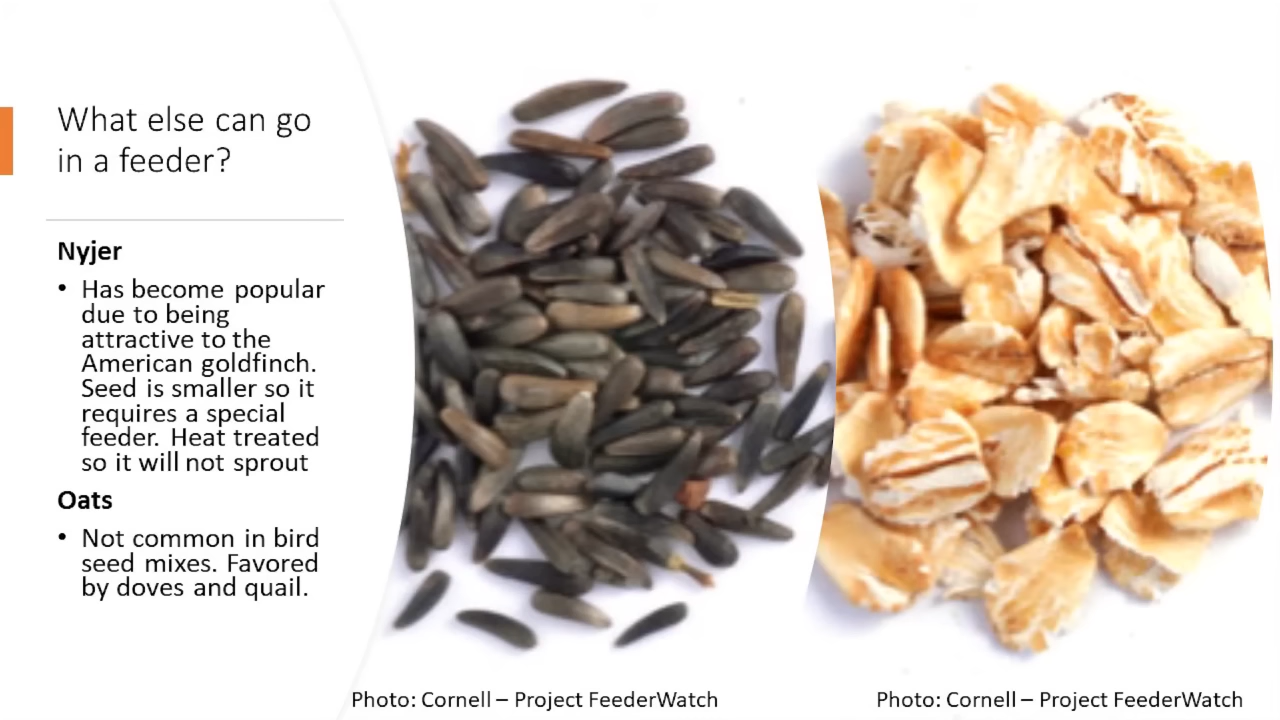 What else can go
in a feeder?
Nyjer
• Has become popular
due to being
attractive to the
American goldfinch.
Seed is smaller so it
requires a special
feeder. Heat treated
so it will not sprout
Oats
• Not common in bird
seed mixes. Favored
by doves and quail.
Photo: Cornell – Project FeederWatch
Photo: Cornell – Project FeederWatch